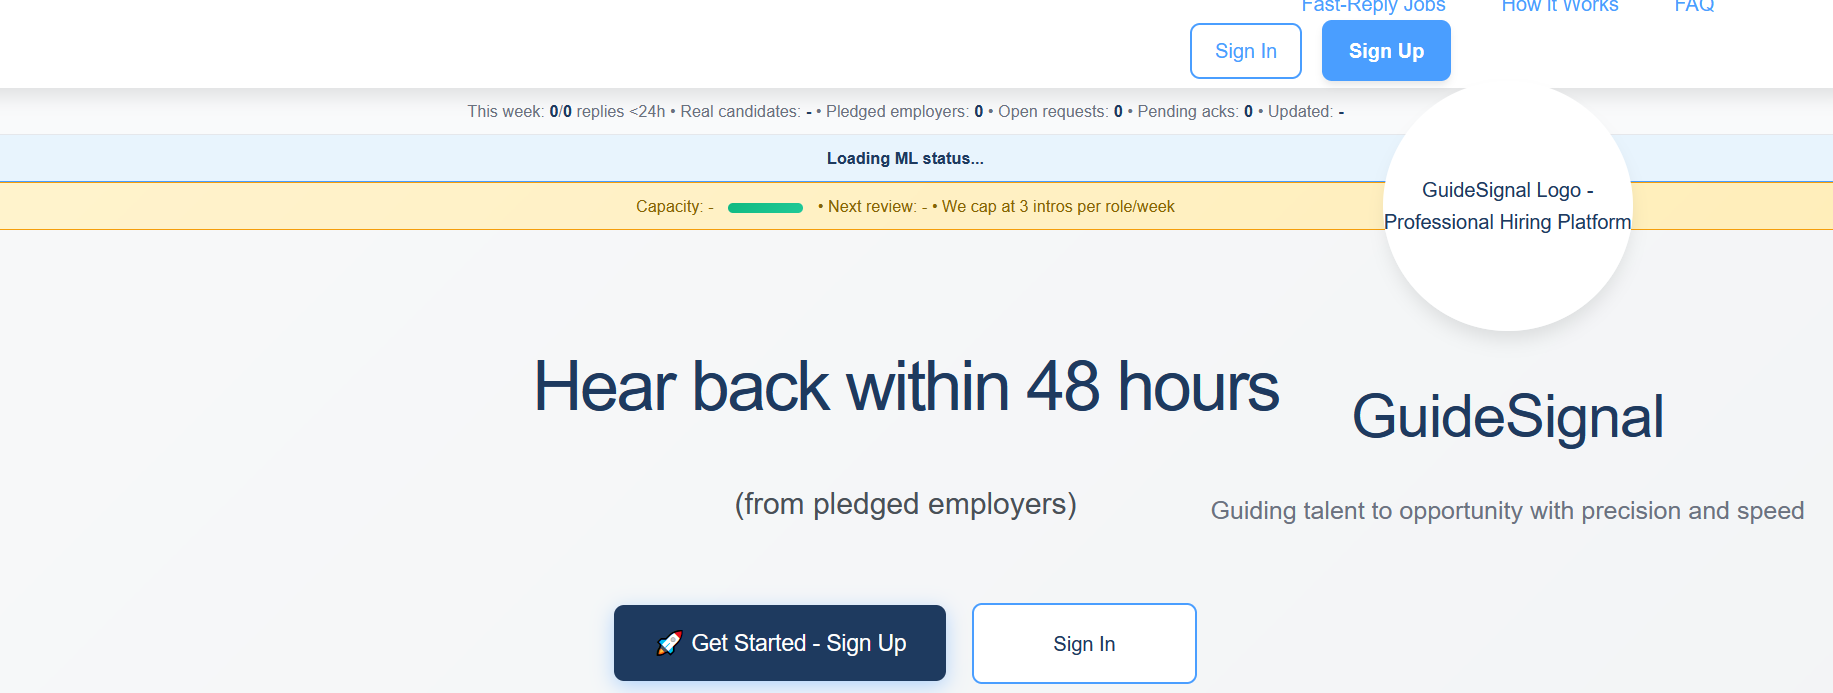 Fast-Reply Jobs How It Works FAQ
Sign In Sign Up
This week: 0/0 replies <24h • Real candidates: - • Pledged employers: 0 • Open requests: 0 • Pending acks: 0 • Updated: -
Loading ML status...
Capacity: - • Next review: - • We cap at 3 intros per role/week
GuideSignal Logo -
Professional Hiring Platform
Hear back within 48 hours
GuideSignal
(from pledged employers)
Guiding talent to opportunity with precision and speed
🚀 Get Started - Sign Up
Sign In